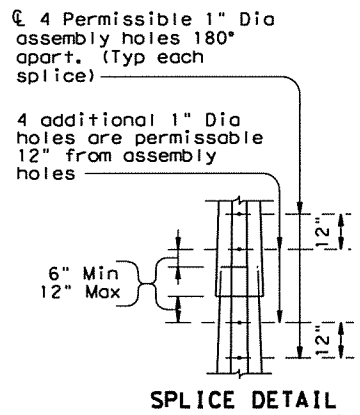 ℄ 4 Permissible 1" Dia
assembly holes 180°
apart. (Typ each
splice)
4 additional 1" Dia
holes are permissable
12" from assembly
holes
12"
6" Min
12" Max
12"
SPLICE DETAIL